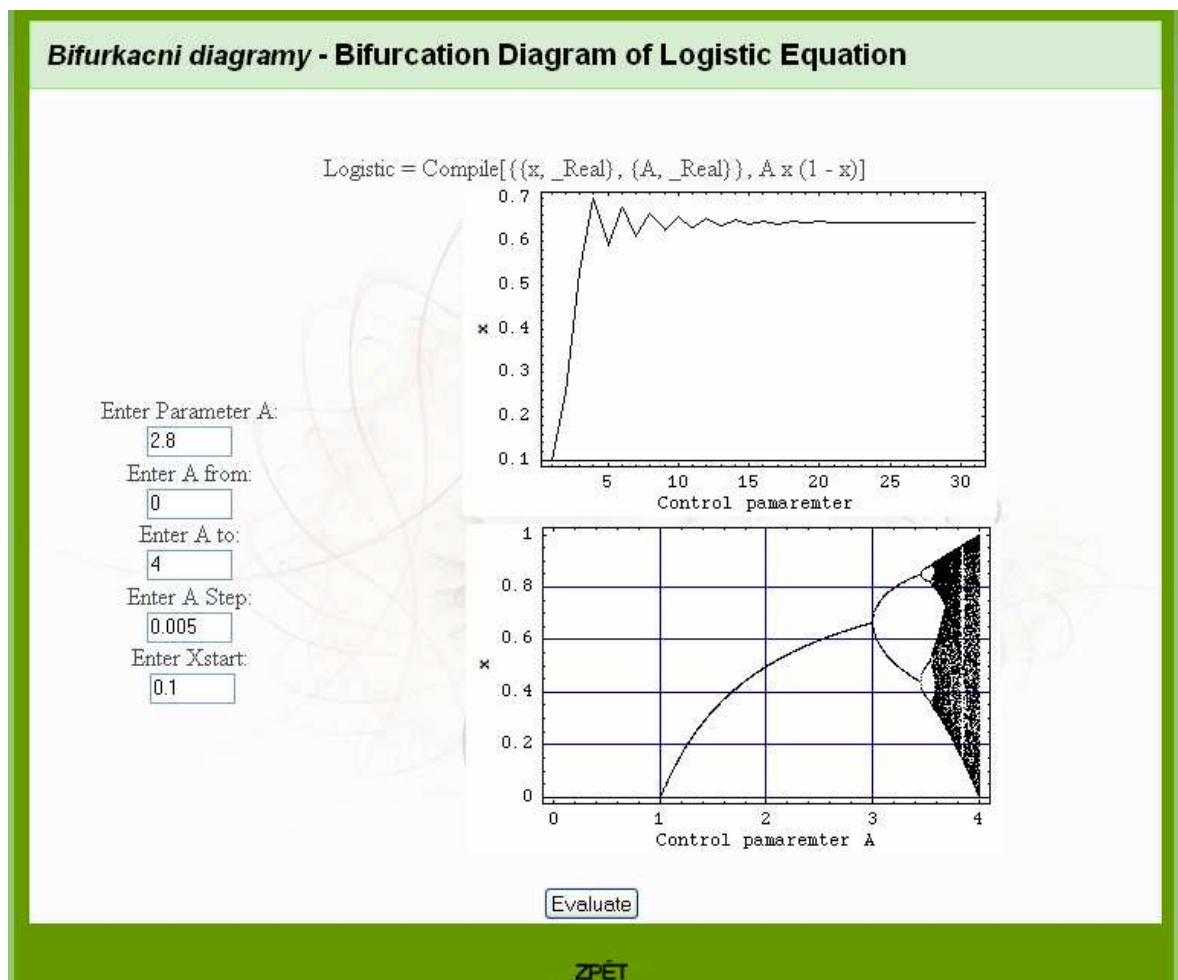 Bifurkacni diagramy - Bifurcation Diagram of Logistic Equation
Logistic = Compile[{{x, _Real}, {A, _Real}}, A x (1 - x)]
0.7
0.6
0.5
x 0.4
0.3
0.2
0.1
5 10 15 20 25 30
Control pamaremter
Enter Parameter A:
2.8
Enter A from:
0
Enter A to:
4
Enter A Step:
0.005
Enter Xstart:
0.1
1
0.8
0.6
x
0.4
0.2
0
0 1 2 3 4
Control pamaremter A
Evaluate
ZPĚT